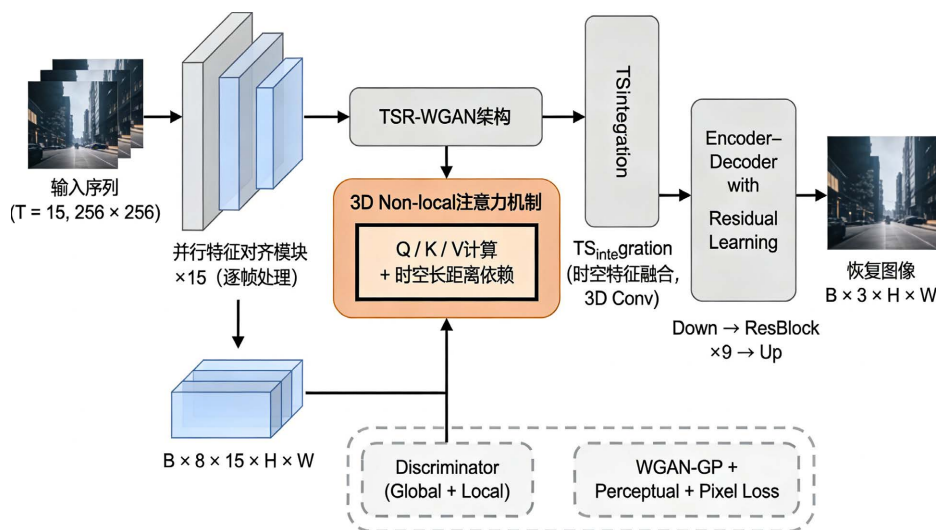 输入序列
(T = 15, 256 × 256)
并行特征对齐模块
×15（逐帧处理）
B × 8 × 15 × H × W
TSR-WGAN结构
3D Non-local注意力机制
Q / K / V计算
+ 时空长距离依赖
TSintegration
TSintegration
(时空特征融合,
3D Conv)
Encoder–
Decoder
with
Residual
Learning
Down → ResBlock
×9 → Up
恢复图像
B × 3 × H × W
Discriminator
(Global + Local)
WGAN-GP +
Perceptual + Pixel Loss